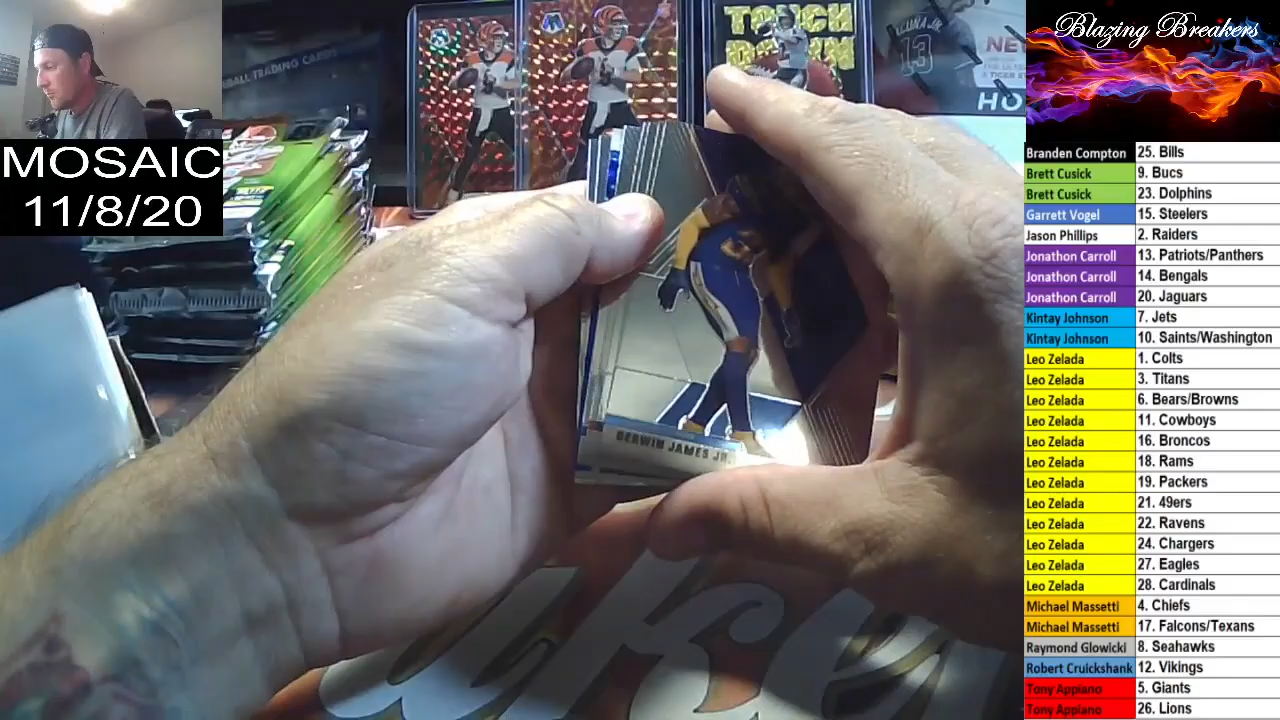 MOSAIC
11/8/20
TOUCH
DOWN
13
NE
HO
DERWIN JAMES JR.
Blazing Breakers
Branden Compton 25. Bills
Brett Cusick 9. Bucs
Brett Cusick 23. Dolphins
Garrett Vogel 15. Steelers
Jason Phillips 2. Raiders
Jonathon Carroll 13. Patriots/Panthers
Jonathon Carroll 14. Bengals
Jonathon Carroll 20. Jaguars
Kintay Johnson 7. Jets
Kintay Johnson 10. Saints/Washington
Leo Zelada 1. Colts
Leo Zelada 3. Titans
Leo Zelada 6. Bears/Browns
Leo Zelada 11. Cowboys
Leo Zelada 16. Broncos
Leo Zelada 18. Rams
Leo Zelada 19. Packers
Leo Zelada 21. 49ers
Leo Zelada 22. Ravens
Leo Zelada 24. Chargers
Leo Zelada 27. Eagles
Leo Zelada 28. Cardinals
Michael Massetti 4. Chiefs
Michael Massetti 17. Falcons/Texans
Raymond Glowicki 8. Seahawks
Robert Cruickshank 12. Vikings
Tony Appiano 5. Giants
Tony Appiano 26. Lions